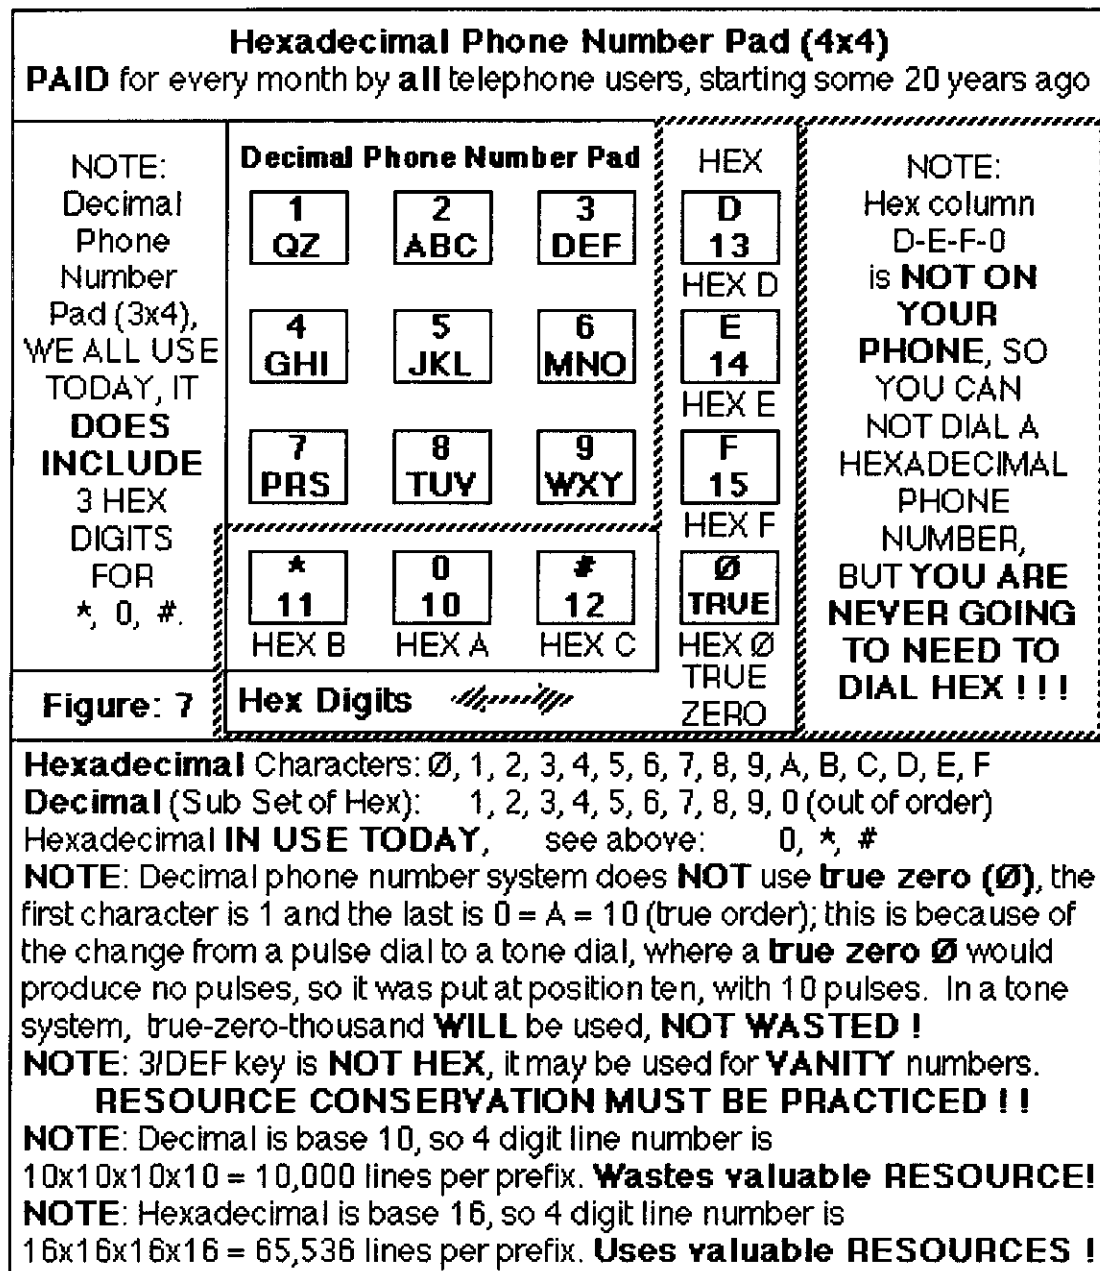 Hexadecimal Phone Number Pad (4x4)
PAID for every month by all telephone users, starting some 20 years ago
NOTE:
Decimal
Phone
Number
Pad (3x4),
WE ALL USE
TODAY, IT
DOES
INCLUDE
3 HEX
DIGITS
FOR
*, 0, #.
Figure: 7
Decimal Phone Number Pad
1
QZ
2
ABC
3
DEF
4
GHI
5
JKL
6
MNO
7
PRS
8
TUV
9
WXY
*
11
HEX B
0
10
HEX A
#
12
HEX C
Hex Digits
HEX
D
13
HEX D
E
14
HEX E
F
15
HEX F
Ø
TRUE
HEX Ø
TRUE
ZERO
NOTE:
Hex column
D-E-F-0
is NOT ON
YOUR
PHONE, SO
YOU CAN
NOT DIAL A
HEXADECIMAL
PHONE
NUMBER,
BUT YOU ARE
NEVER GOING
TO NEED TO
DIAL HEX ! ! !
Hexadecimal Characters: Ø, 1, 2, 3, 4, 5, 6, 7, 8, 9, A, B, C, D, E, F
Decimal (Sub Set of Hex): 1, 2, 3, 4, 5, 6, 7, 8, 9, 0 (out of order)
Hexadecimal IN USE TODAY, see above: 0, *, #
NOTE: Decimal phone number system does NOT use true zero (Ø), the
first character is 1 and the last is 0 = A = 10 (true order); this is because of
the change from a pulse dial to a tone dial, where a true zero Ø would
produce no pulses, so it was put at position ten, with 10 pulses. In a tone
system, true-zero-thousand WILL be used, NOT WASTED !
NOTE: 3/DEF key is NOT HEX, it may be used for VANITY numbers.
RESOURCE CONSERVATION MUST BE PRACTICED ! !
NOTE: Decimal is base 10, so 4 digit line number is
10x10x10x10 = 10,000 lines per prefix. Wastes valuable RESOURCE!
NOTE: Hexadecimal is base 16, so 4 digit line number is
16x16x16x16 = 65,536 lines per prefix. Uses valuable RESOURCES !